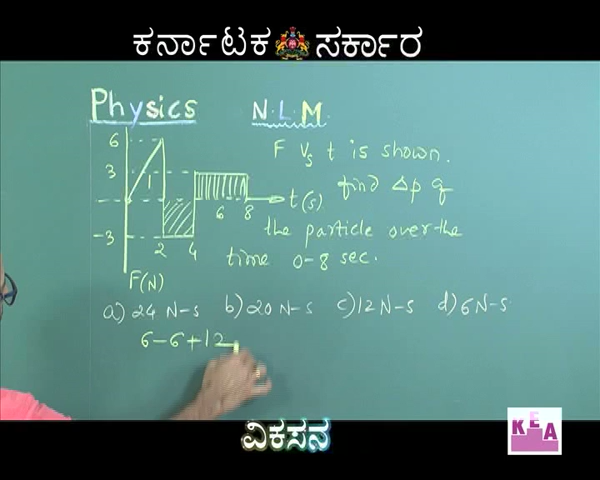 ಕರ್ನಾಟಕ ಸರ್ಕಾರ
Physics N.L.M.
F Vs t is shown.
find Δp of
the particle over the
time 0-8 sec.
6
3
-3
1
2
4
6
8
t(s)
F(N)
a) 24 N-S b) 20 N-S c) 12 N-S d) 6 N-S
6-6+12
ವಿಕಸನ
KEA